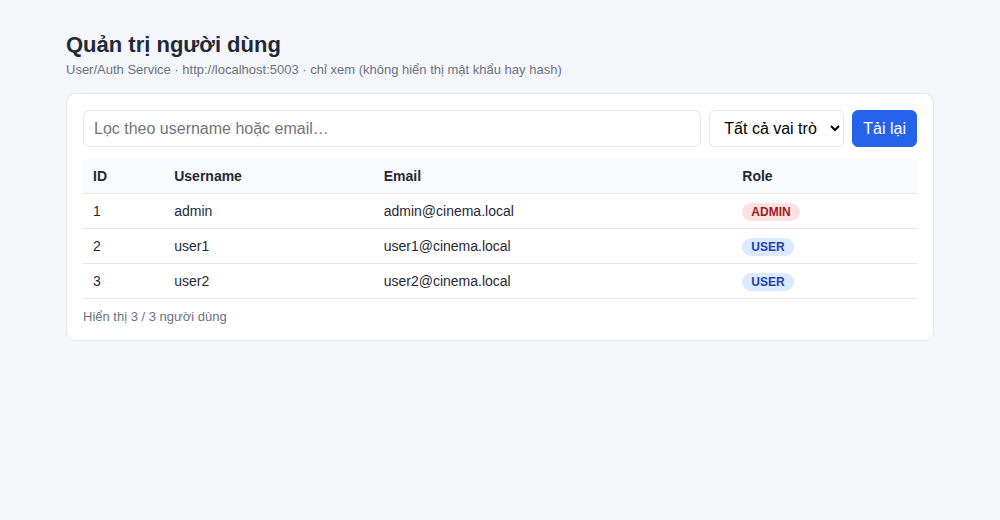 Quản trị người dùng
User/Auth Service · http://localhost:5003 · chỉ xem (không hiển thị mật khẩu hay hash)
Lọc theo username hoặc email… Tất cả vai trò Tải lại
ID Username Email Role
1 admin admin@cinema.local ADMIN
2 user1 user1@cinema.local USER
3 user2 user2@cinema.local USER
Hiển thị 3 / 3 người dùng